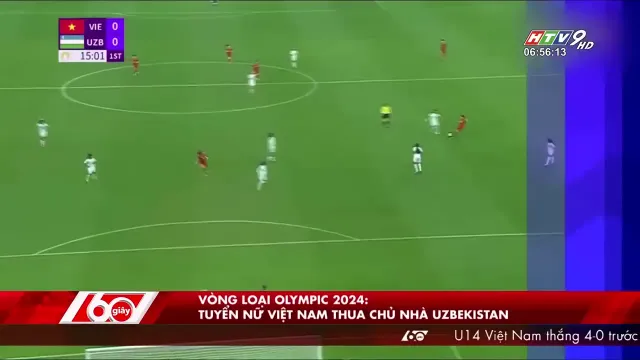 VIE 0
UZB 0
15:01 1ST
HTV9 HD
06:56:13
60 giây
VÒNG LOẠI OLYMPIC 2024:
TUYỂN NỮ VIỆT NAM THUA CHỦ NHÀ UZBEKISTAN
60 U14 Việt Nam thắng 4-0 trước